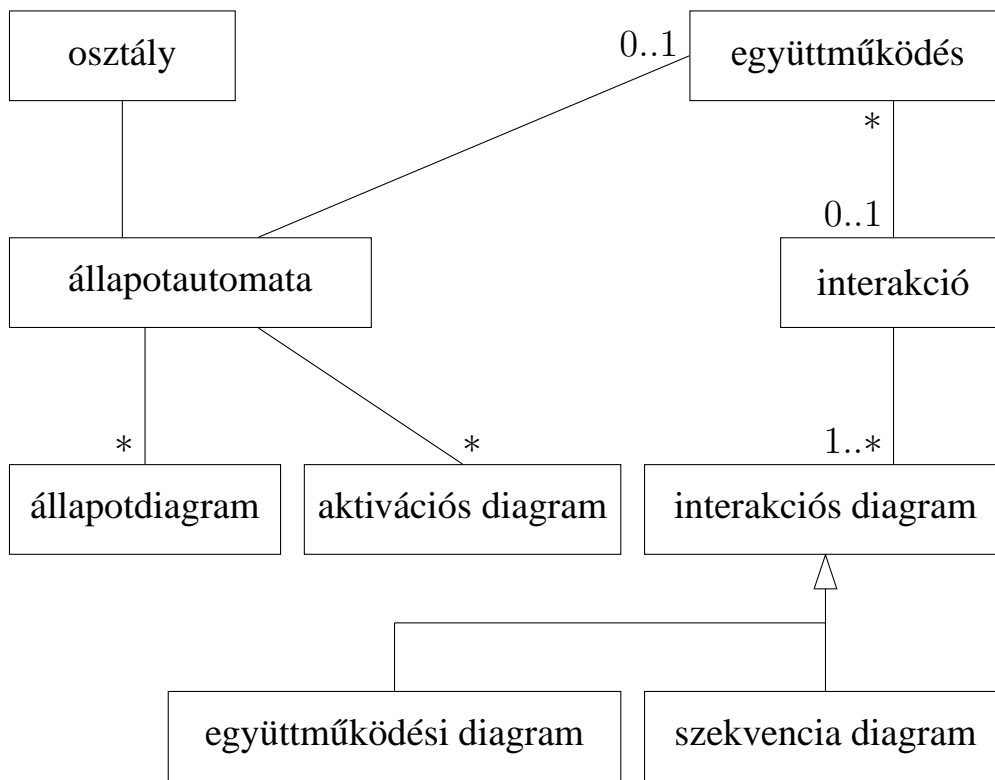 osztály
0..1
együttműködés
*
0..1
állapotautomata
interakció
*
*
1..*
állapotdiagram
aktivációs diagram
interakciós diagram
együttműködési diagram
szekvencia diagram